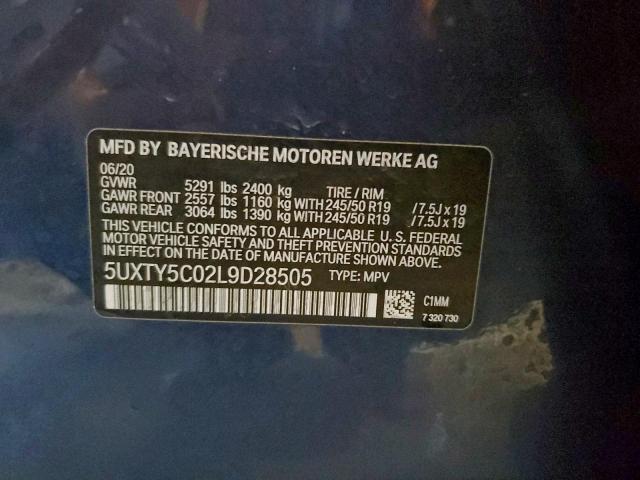 MFD BY BAYERISCHE MOTOREN WERKE AG
06/20
GVWR 5291 lbs 2400 kg TIRE / RIM
GAWR FRONT 2557 lbs 1160 kg WITH 245/50 R19 /7.5J x 19
GAWR REAR 3064 lbs 1390 kg WITH 245/50 R19 /7.5J x 19
THIS VEHICLE CONFORMS TO ALL APPLICABLE U. S. FEDERAL
MOTOR VEHICLE SAFETY AND THEFT PREVENTION STANDARDS
IN EFFECT ON THE DATE OF MANUFACTURE SHOWN ABOVE.
5UXTY5C02L9D28505 TYPE: MPV
C1MM
7 320 730